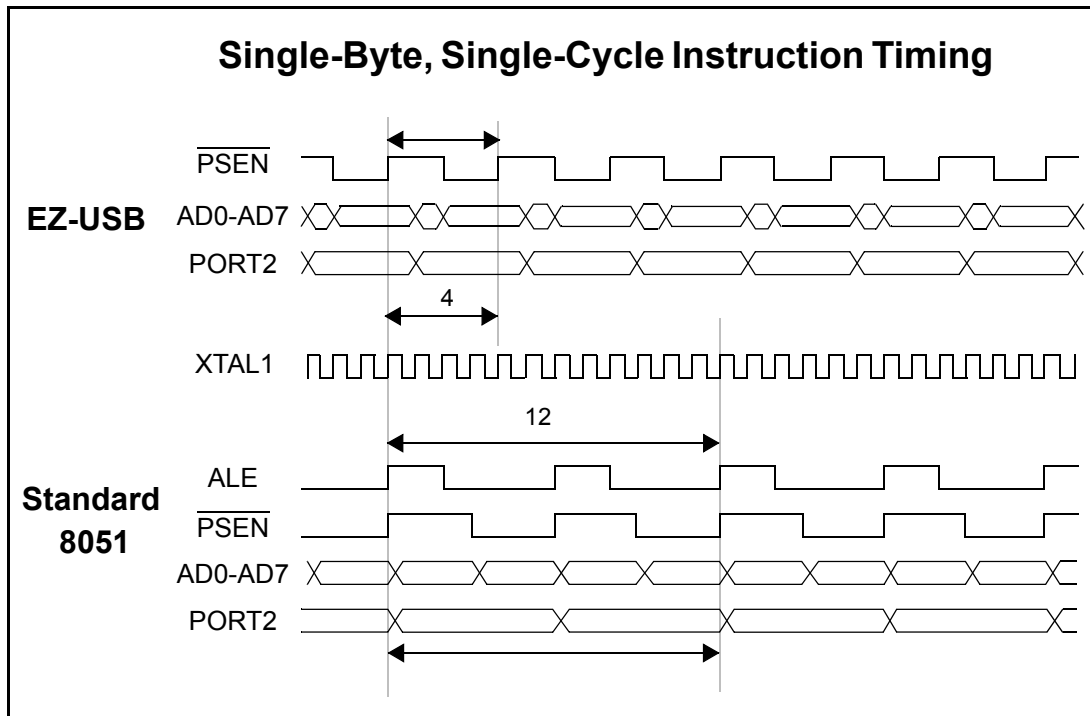 Single-Byte, Single-Cycle Instruction Timing
PSEN
EZ-USB
AD0-AD7
PORT2
4
XTAL1
12
ALE
Standard
8051
PSEN
AD0-AD7
PORT2